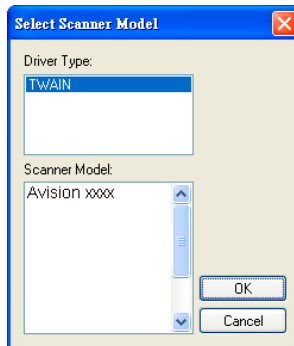 Select Scanner Model
Driver Type:
TWAIN
Scanner Model:
Avision xxxx
OK
Cancel